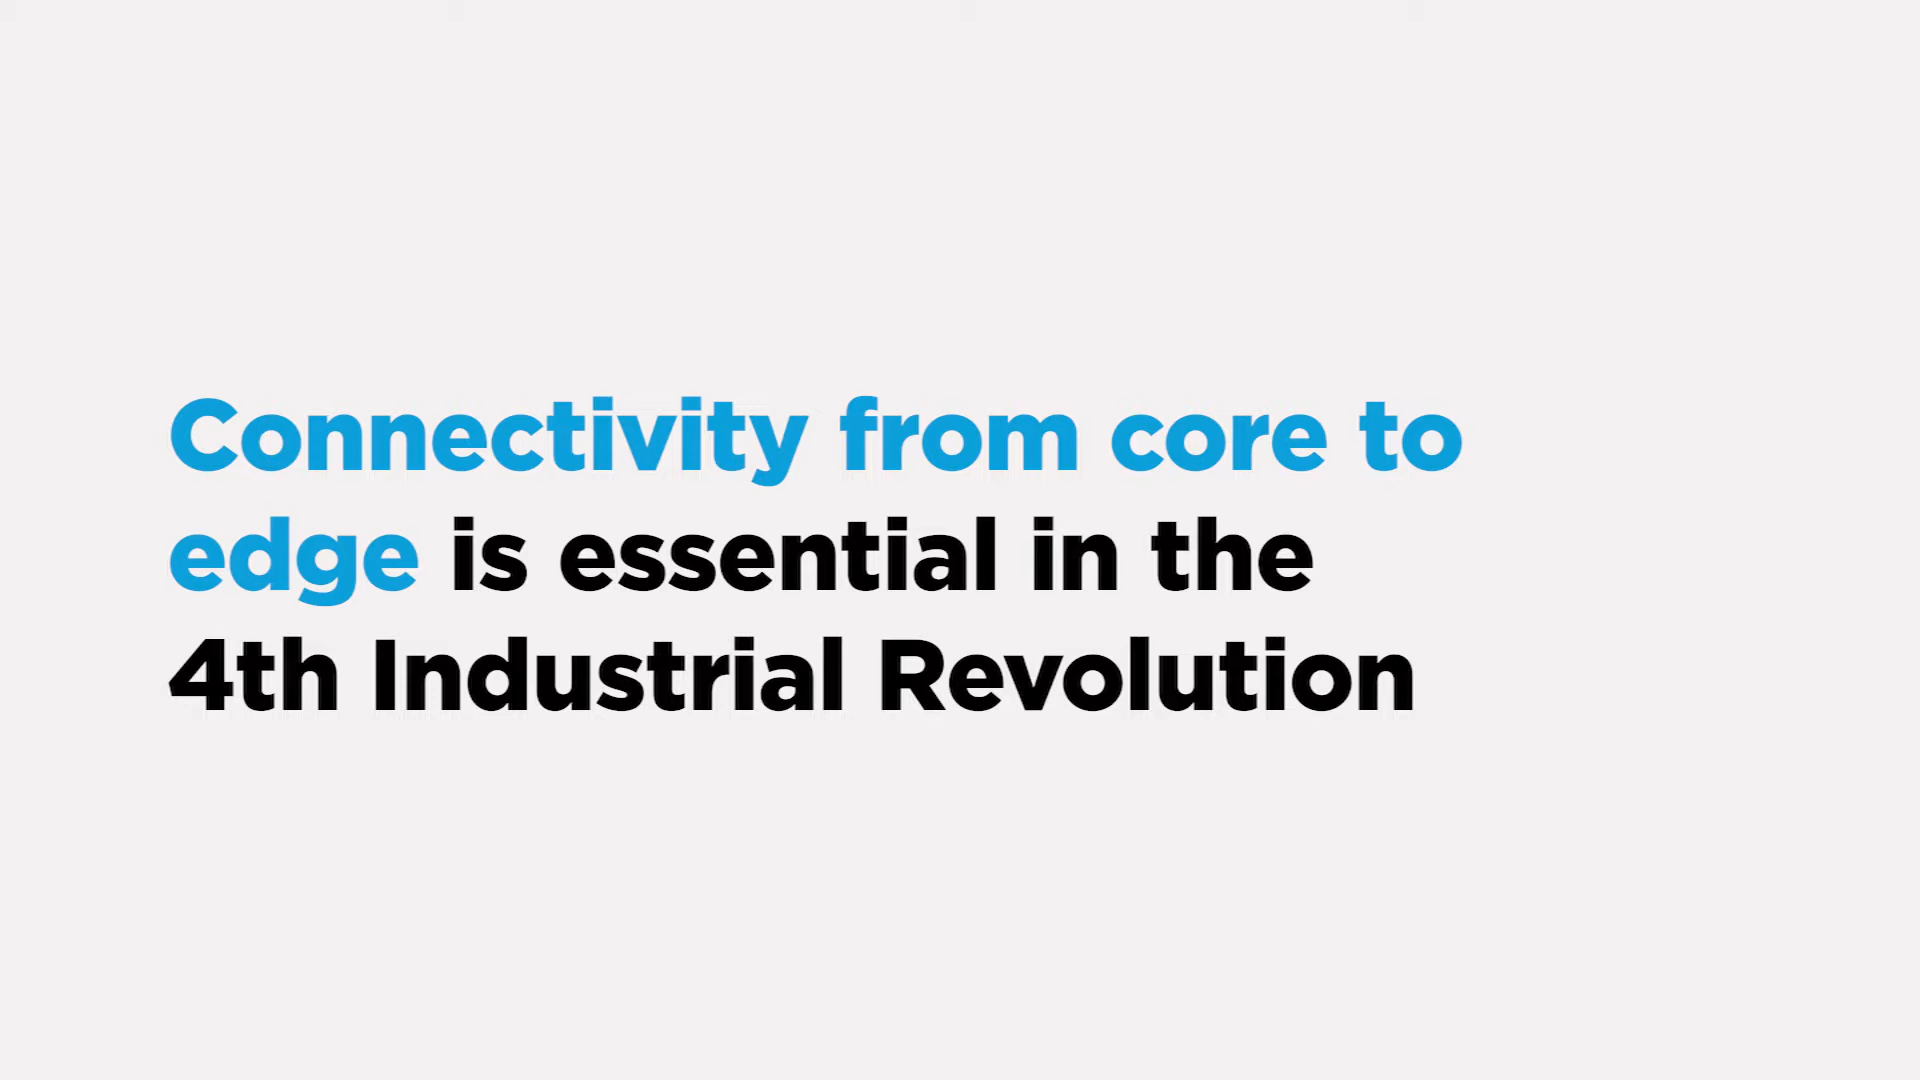 Connectivity from core to
edge is essential in the
4th Industrial Revolution